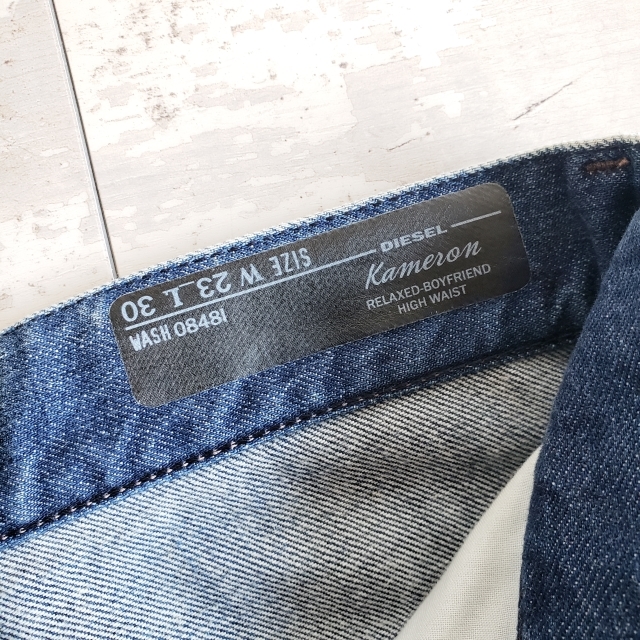 SIZE W 23 L 30
WASH 0848I
DIESEL
Kameron
RELAXED-BOYFRIEND
HIGH WAIST